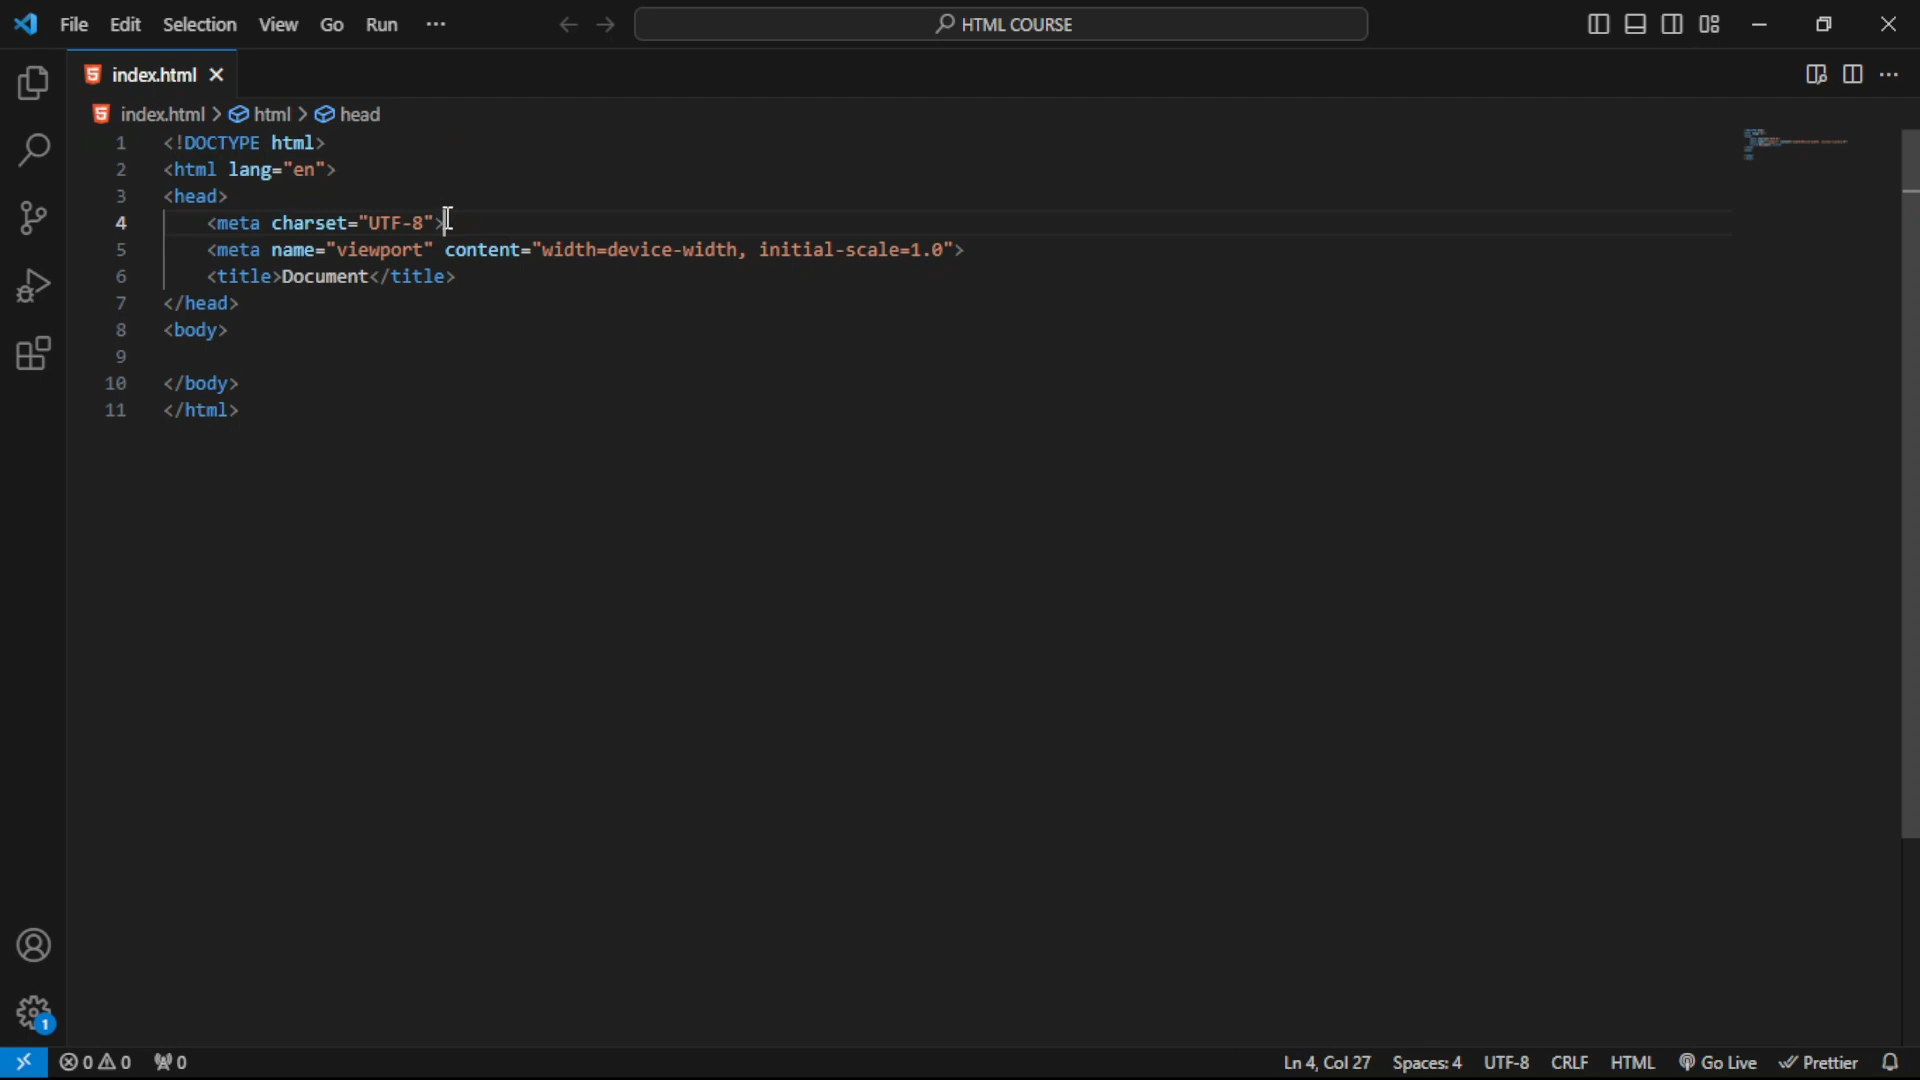 File Edit Selection View Go Run ··· HTML COURSE
index.html
index.html > html > head
1 <!DOCTYPE html>
2 <html lang="en">
3 <head>
4     <meta charset="UTF-8">
5     <meta name="viewport" content="width=device-width, initial-scale=1.0">
6     <title>Document</title>
7 </head>
8 <body>
9
10 </body>
11 </html>
1
0 0 0 Ln 4, Col 27 Spaces: 4 UTF-8 CRLF HTML Go Live Prettier